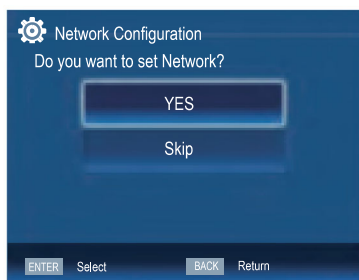 Network Configuration
Do you want to set Network?
YES
Skip
ENTER Select BACK Return